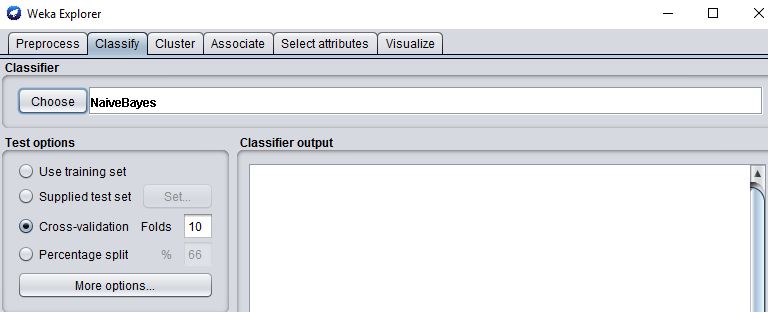 Weka Explorer
Preprocess Classify Cluster Associate Select attributes Visualize
Classifier
Choose NaiveBayes
Test options
Use training set
Supplied test set Set...
Cross-validation Folds 10
Percentage split % 66
More options...
Classifier output